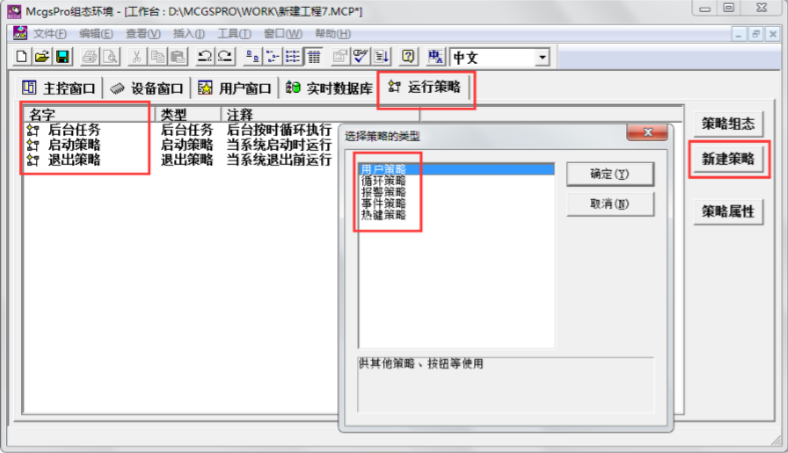 McgsPro组态环境 - [工作台 : D:\MCGSPRO\WORK\新建工程7.MCP*]
文件(F) 编辑(E) 查看(V) 插入(I) 工具(T) 窗口(W) 帮助(H)
中文
主控窗口 设备窗口 用户窗口 实时数据库 运行策略
名字 类型 注释
后台任务 后台任务 后台按时循环执行
启动策略 启动策略 当系统启动时运行
退出策略 退出策略 当系统退出前运行
策略组态
新建策略
策略属性
选择策略的类型
用户策略
循环策略
报警策略
事件策略
热键策略
确定(Y)
取消(N)
供其他策略、按钮等使用